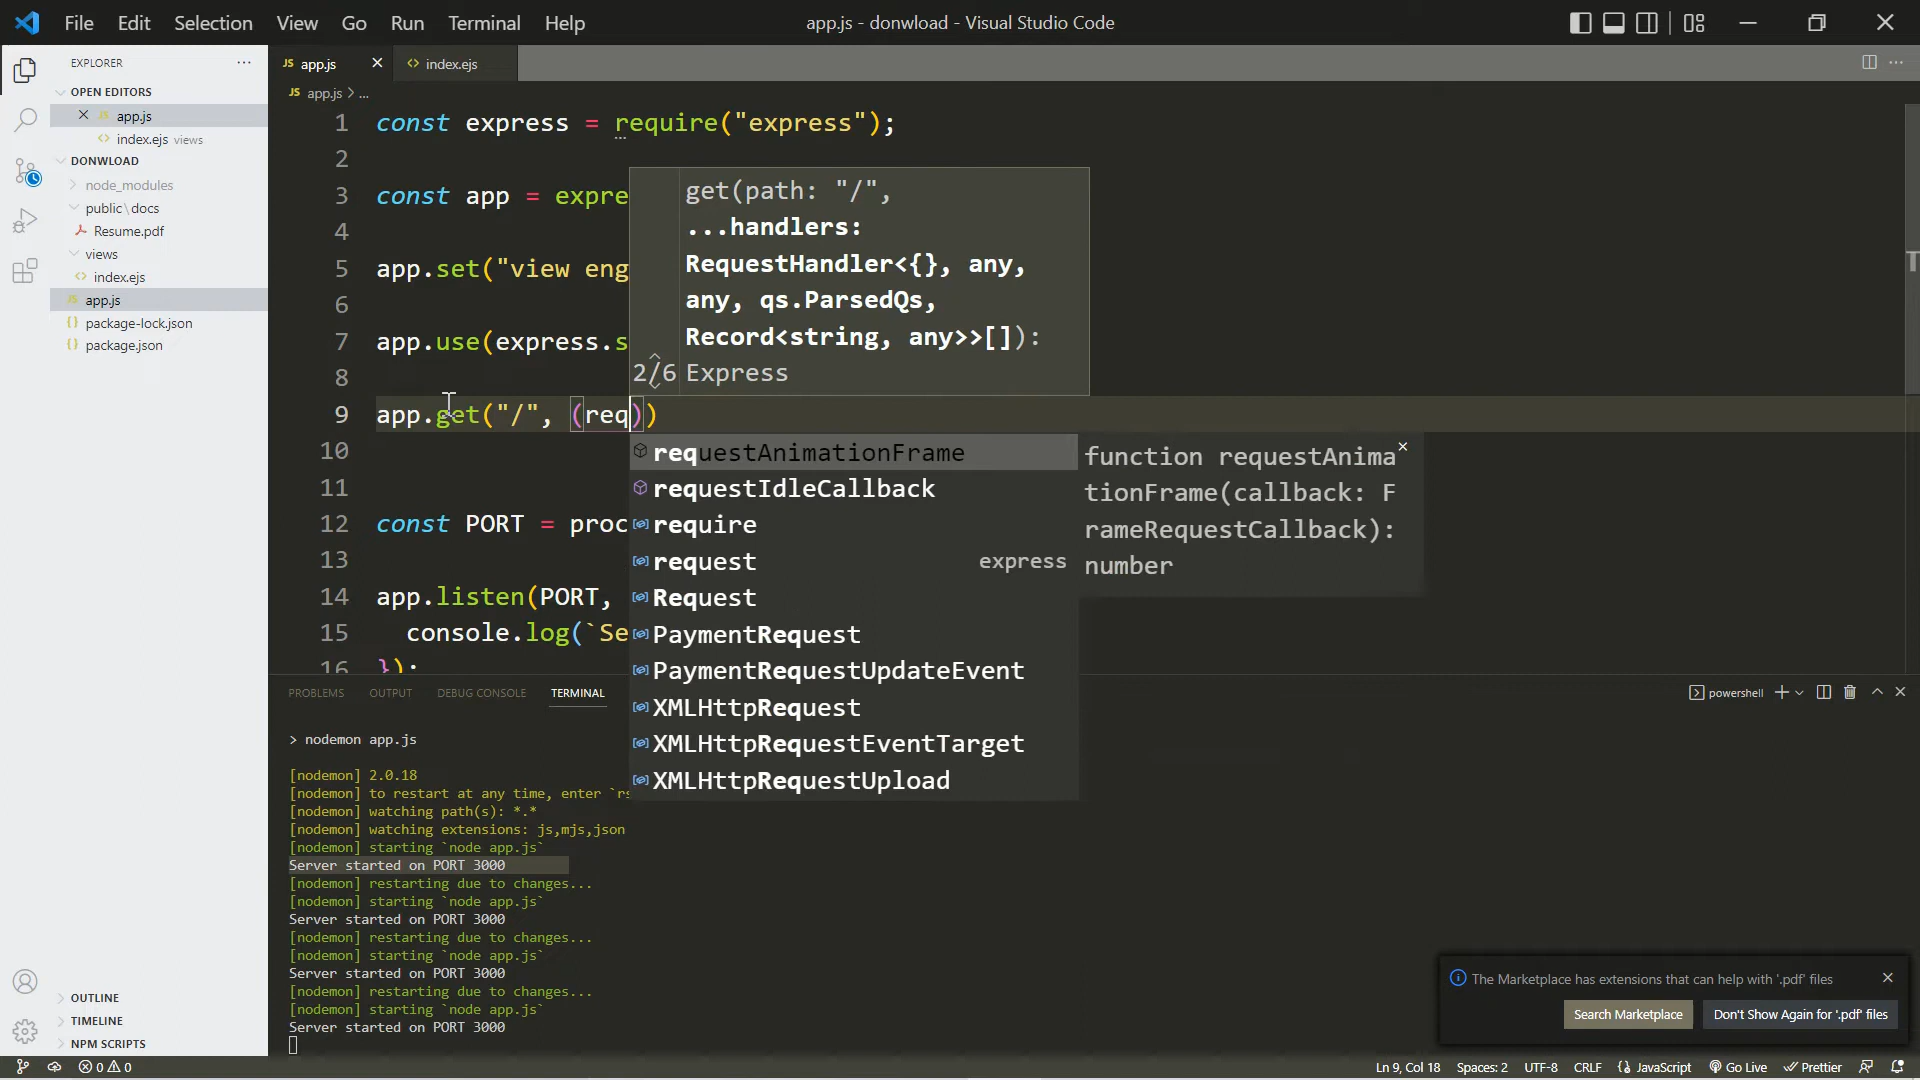 File Edit Selection View Go Run Terminal Help app.js - donwload - Visual Studio Code
EXPLORER
OPEN EDITORS
app.js
index.ejs views
DONWLOAD
node_modules
public\docs
Resume.pdf
views
index.ejs
app.js
package-lock.json
package.json
OUTLINE
TIMELINE
NPM SCRIPTS
JS app.js index.ejs
JS app.js > ...
1 const express = require("express");
2
3 const app = expre
4
5 app.set("view eng
6
7 app.use(express.s
8
9 app.get("/", (req))
10
11
12 const PORT = proc
13
14 app.listen(PORT,
15 console.log(`Se
16 });
get(path: "/",
...handlers:
RequestHandler<{}, any,
any, qs.ParsedQs,
Record<string, any>>[]):
2/6 Express
requestAnimationFrame
requestIdleCallback
require
request express
Request
PaymentRequest
PaymentRequestUpdateEvent
XMLHttpRequest
XMLHttpRequestEventTarget
XMLHttpRequestUpload
function requestAnima
tionFrame(callback: F
rameRequestCallback):
number
PROBLEMS OUTPUT DEBUG CONSOLE TERMINAL powershell
> nodemon app.js
[nodemon] 2.0.18
[nodemon] to restart at any time, enter `rs
[nodemon] watching path(s): *.*
[nodemon] watching extensions: js,mjs,json
[nodemon] starting `node app.js`
Server started on PORT 3000
[nodemon] restarting due to changes...
[nodemon] starting `node app.js`
Server started on PORT 3000
[nodemon] restarting due to changes...
[nodemon] starting `node app.js`
Server started on PORT 3000
[nodemon] restarting due to changes...
[nodemon] starting `node app.js`
Server started on PORT 3000
The Marketplace has extensions that can help with '.pdf' files
Search Marketplace Don't Show Again for '.pdf' files
0 0 Ln 9, Col 18 Spaces: 2 UTF-8 CRLF JavaScript Go Live Prettier